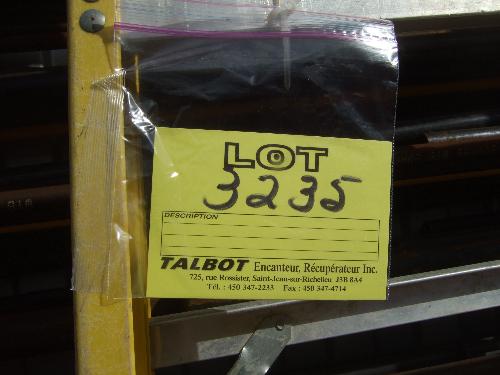 LOT
3235
DESCRIPTION
TALBOT Encanteur, Récupérateur Inc.
725, rue Rossiter, Saint-Jean-sur-Richelieu J3B 8A4
Tél. : 450 347-2233 Fax : 450 347-4714